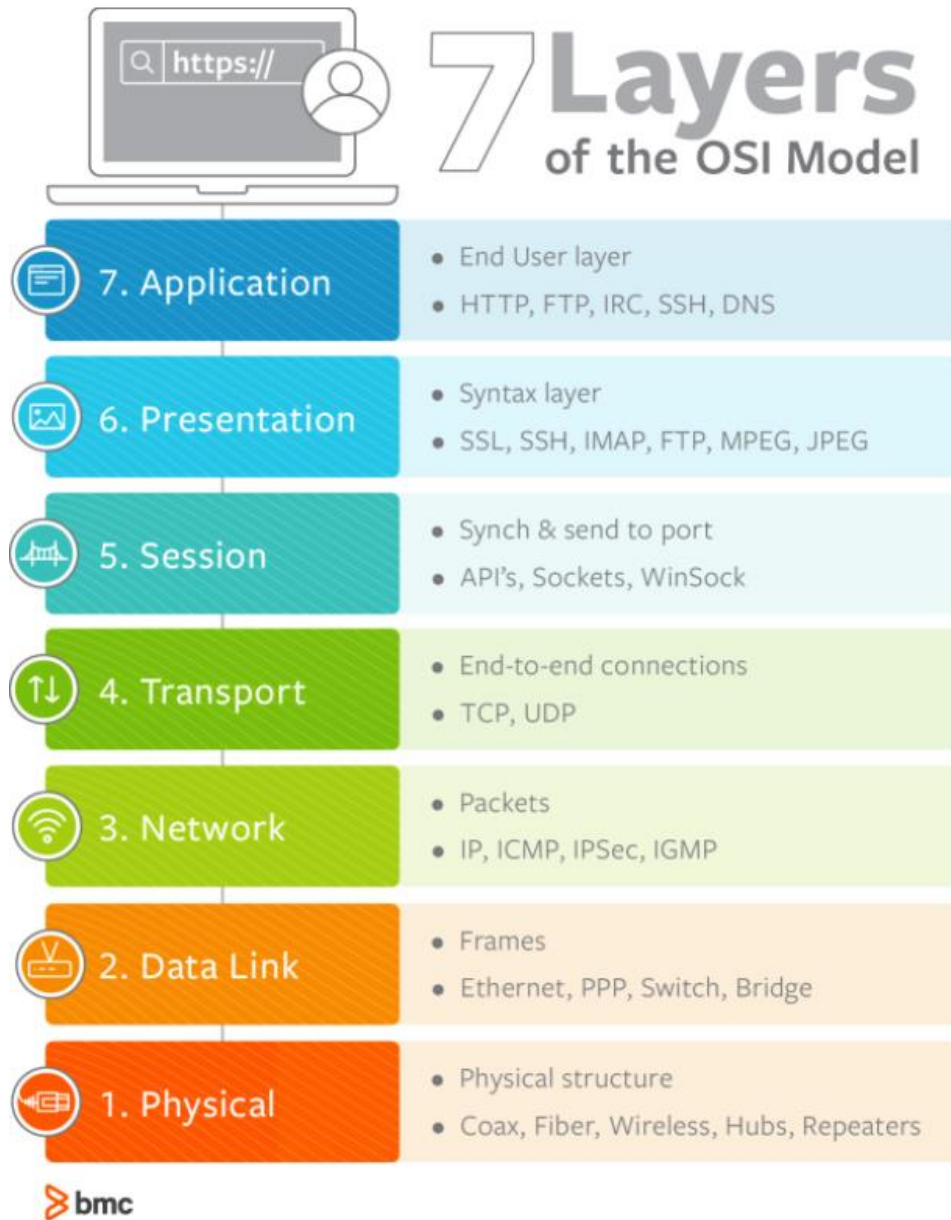 https://
7 Layers
of the OSI Model
7. Application
• End User layer
• HTTP, FTP, IRC, SSH, DNS
6. Presentation
• Syntax layer
• SSL, SSH, IMAP, FTP, MPEG, JPEG
5. Session
• Synch & send to port
• API's, Sockets, WinSock
4. Transport
• End-to-end connections
• TCP, UDP
3. Network
• Packets
• IP, ICMP, IPSec, IGMP
2. Data Link
• Frames
• Ethernet, PPP, Switch, Bridge
1. Physical
• Physical structure
• Coax, Fiber, Wireless, Hubs, Repeaters
bmc